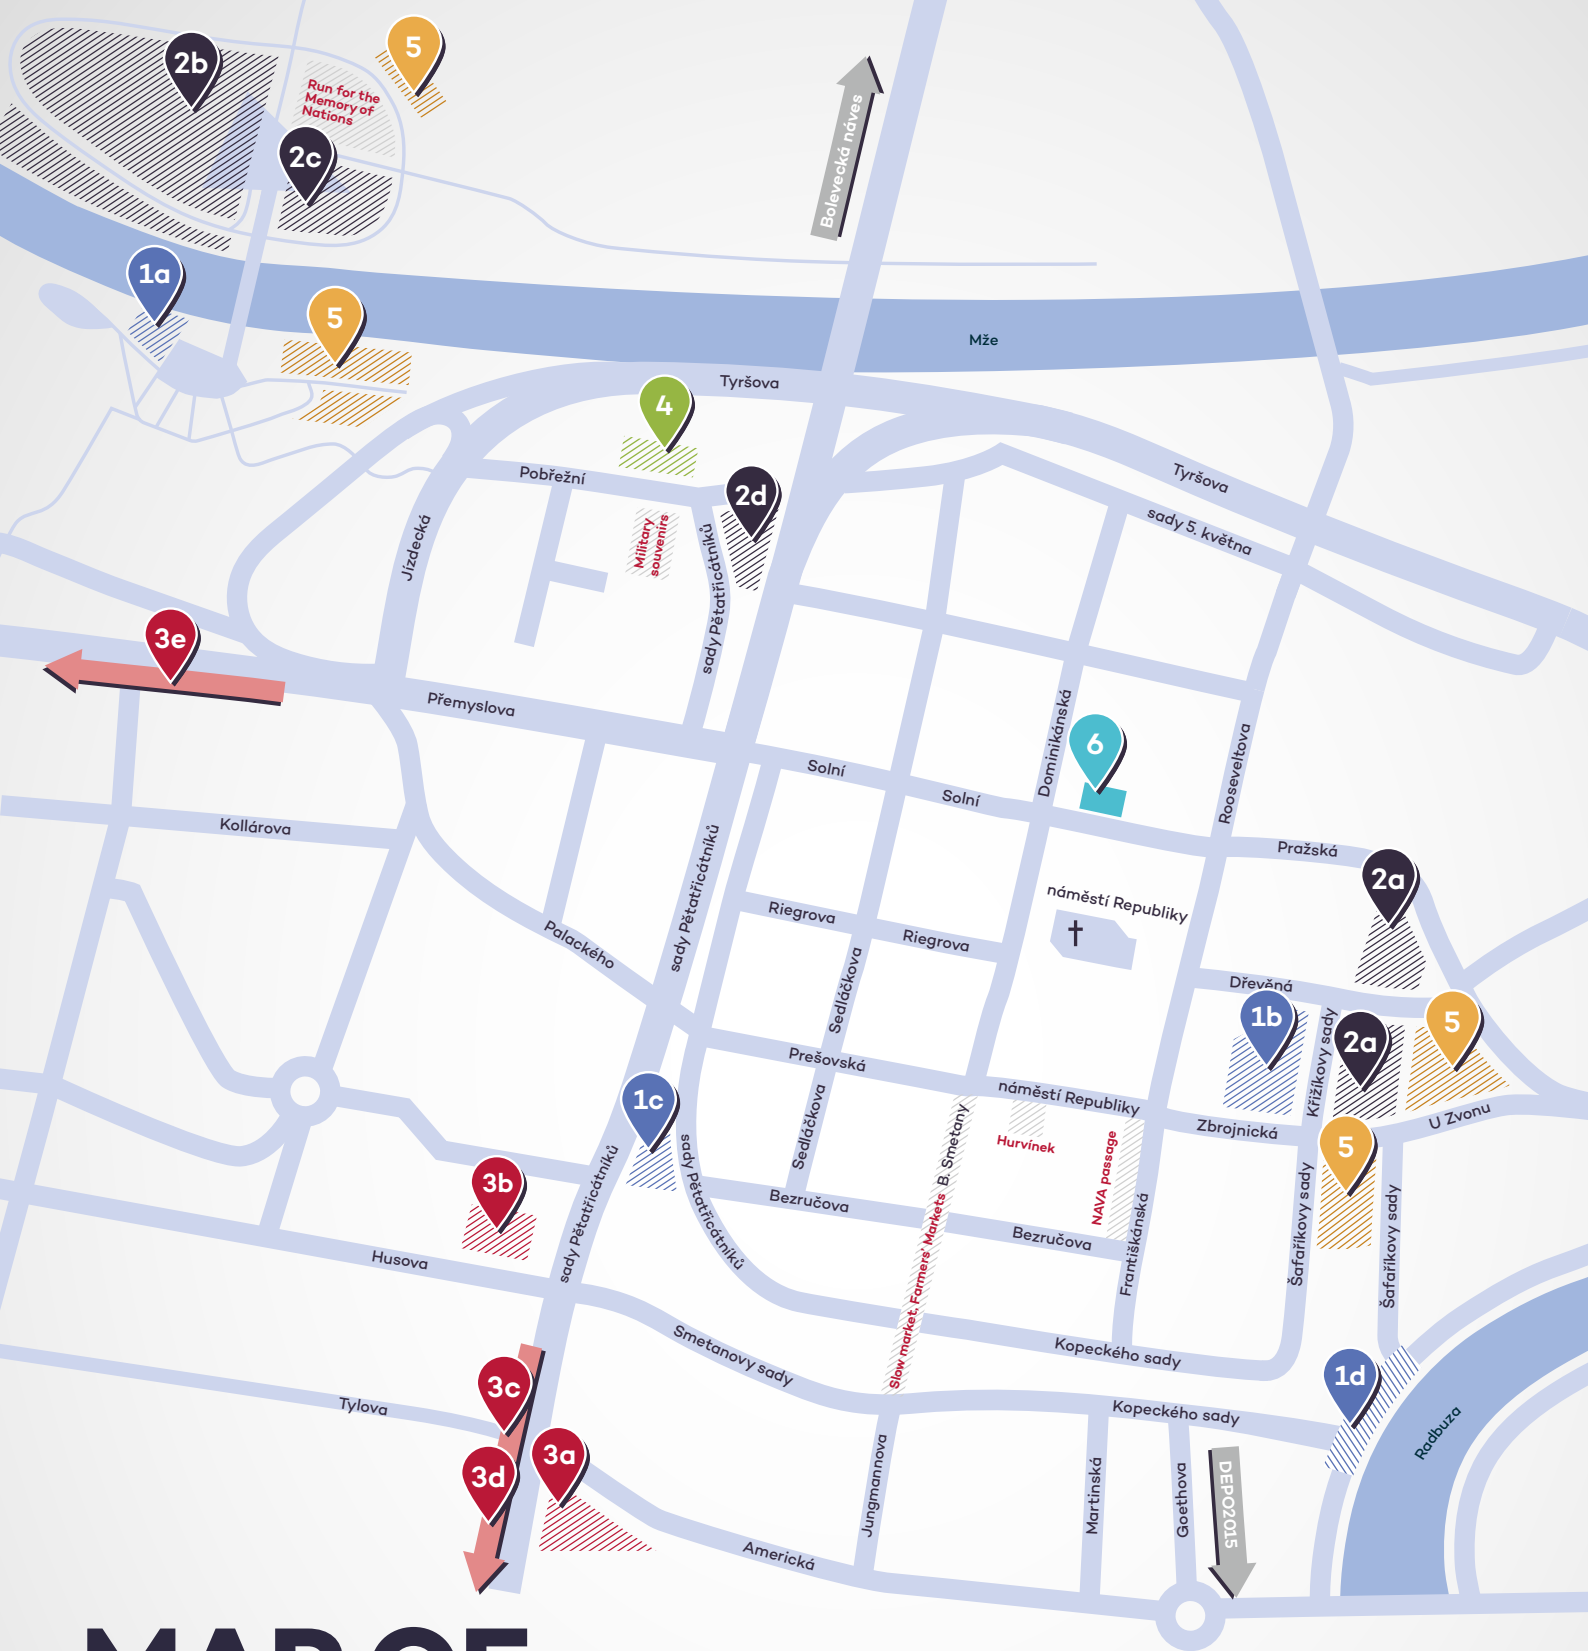 2b
5
Run for the
Memory of
Nations
2c
Bolevecká náves
1a
5
Mže
Tyršova
4
Pobřežní
2d
Tyršova
sady 5. května
Jízdecká
Military
souvenirs
sady Pětatřicátníků
3e
Přemyslova
Dominikánská
6
Rooseveltova
Solní
Solní
Kollárova
Pražská
sady Pětatřicátníků
2a
náměstí Republiky
Riegrova
Riegrova
Palackého
Sedláčkova
Dřevěná
1b
Křižíkovy sady
2a
5
Prešovská
náměstí Republiky
1c
Sedláčkova
B. Smetany
Hurvínek
NAVA passage
Zbrojnická
U Zvonu
5
3b
sady Pětatřicátníků
sady Pětatřicátníků
Bezručova
Bezručova
Františkánská
Šafaříkovy sady
Šafaříkovy sady
Husova
Slow market, Farmers' Markets
Smetanovy sady
Kopeckého sady
1d
3c
Tylova
Kopeckého sady
Radbuza
3a
3d
Jungmannova
Martinská
Goethova
DEPO2015
Americká
MAP OF